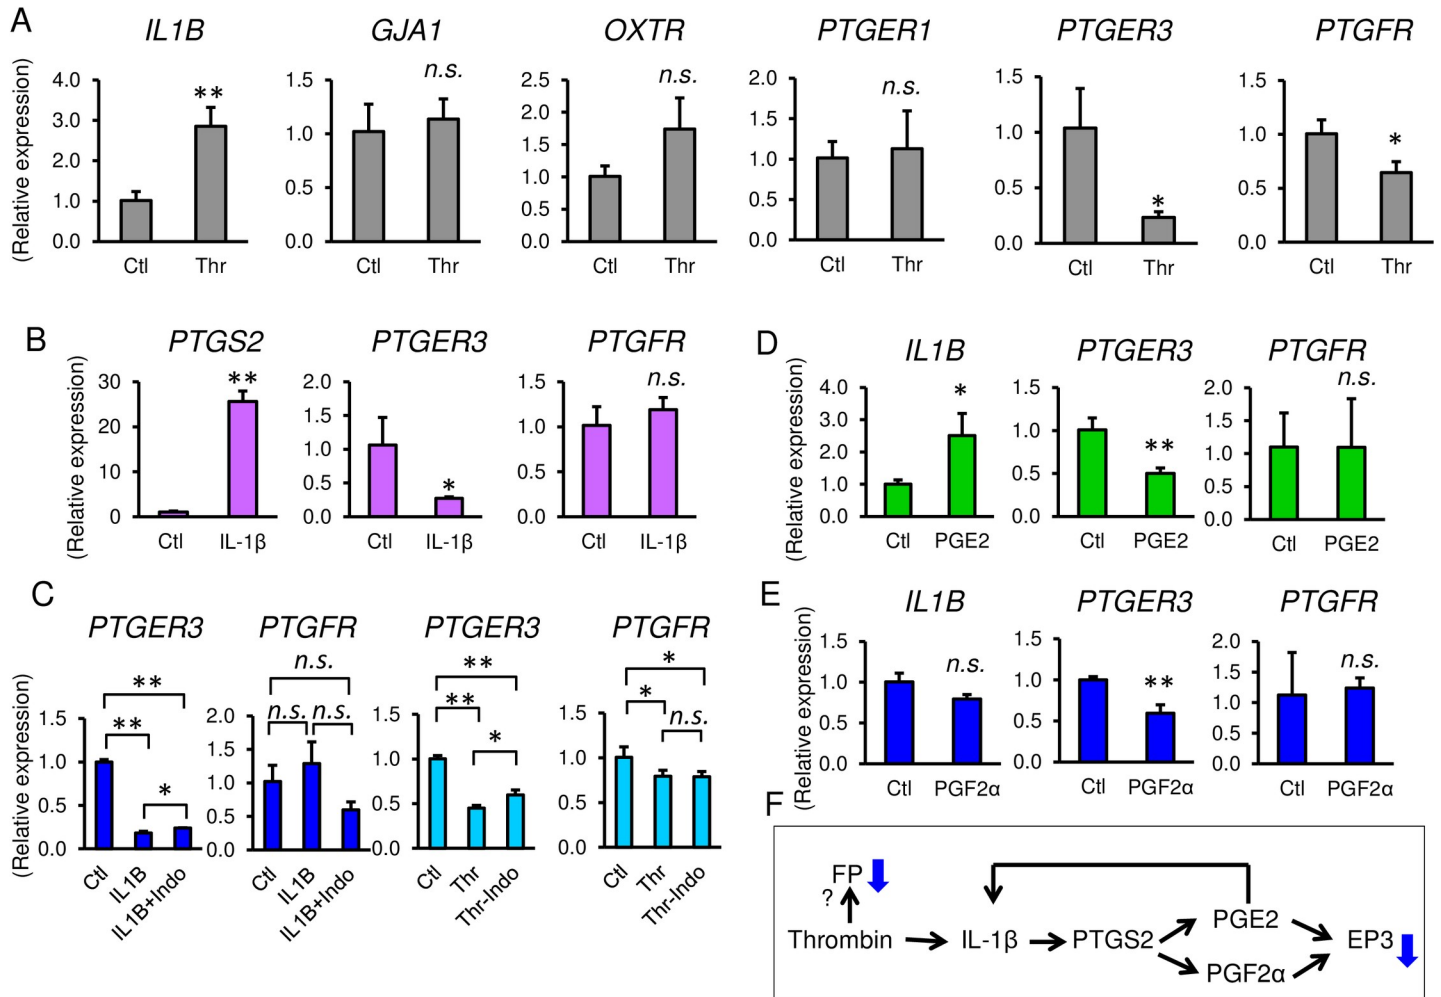 A
IL1B
GJA1
OXTR
PTGER1
PTGER3
PTGFR
(Relative expression)
4.0
3.0
2.0
1.0
0.0
**
Ctl
Thr
1.5
1.0
0.5
0.0
n.s.
Ctl
Thr
2.5
2.0
1.5
1.0
0.5
0.0
n.s.
Ctl
Thr
2.0
1.5
1.0
0.5
0.0
n.s.
Ctl
Thr
1.5
1.0
0.5
0.0
*
Ctl
Thr
1.5
1.0
0.5
0.0
*
Ctl
Thr
B
PTGS2
PTGER3
PTGFR
(Relative expression)
30
20
10
0
**
Ctl
IL-1β
2.0
1.5
1.0
0.5
0.0
*
Ctl
IL-1β
1.5
1.0
0.5
0.0
n.s.
Ctl
IL-1β
D
IL1B
PTGER3
PTGFR
(Relative expression)
4.0
3.0
2.0
1.0
0.0
*
Ctl
PGE2
1.5
1.0
0.5
0.0
**
Ctl
PGE2
2.0
1.5
1.0
0.5
0.0
n.s.
Ctl
PGE2
C
PTGER3
PTGFR
PTGER3
PTGFR
(Relative expression)
1.5
1.0
0.5
0.0
**
**
*
Ctl
IL1B
IL1B+Indo
2.0
1.5
1.0
0.5
0.0
n.s.
n.s.
n.s.
Ctl
IL1B
IL1B+Indo
1.5
1.0
0.5
0.0
**
**
*
Ctl
Thr
Thr-Indo
1.5
1.0
0.5
0.0
*
*
n.s.
Ctl
Thr
Thr-Indo
E
IL1B
PTGER3
PTGFR
(Relative expression)
1.5
1.0
0.5
0.0
n.s.
Ctl
PGF2α
1.5
1.0
0.5
0.0
**
Ctl
PGF2α
2.0
1.5
1.0
0.5
0.0
n.s.
Ctl
PGF2α
F
FP
?
Thrombin
IL-1β
PTGS2
PGE2
PGF2α
EP3